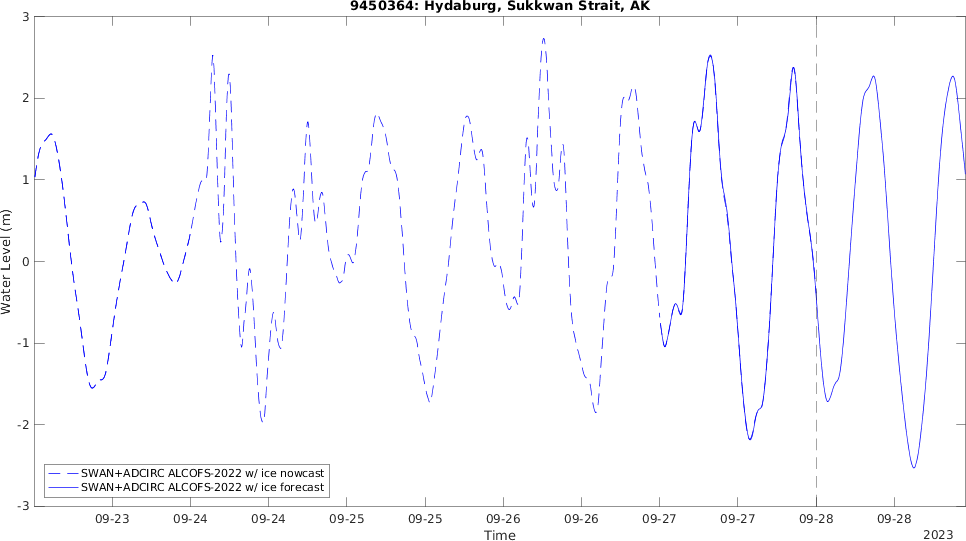 9450364: Hydaburg, Sukkwan Strait, AK
3
2
1
0
-1
-2
-3
Water Level (m)
SWAN+ADCIRC ALCOFS-2022 w/ ice nowcast
SWAN+ADCIRC ALCOFS-2022 w/ ice forecast
09-23 09-24 09-24 09-25 09-25 09-26 09-26 09-27 09-27 09-28 09-28
Time
2023